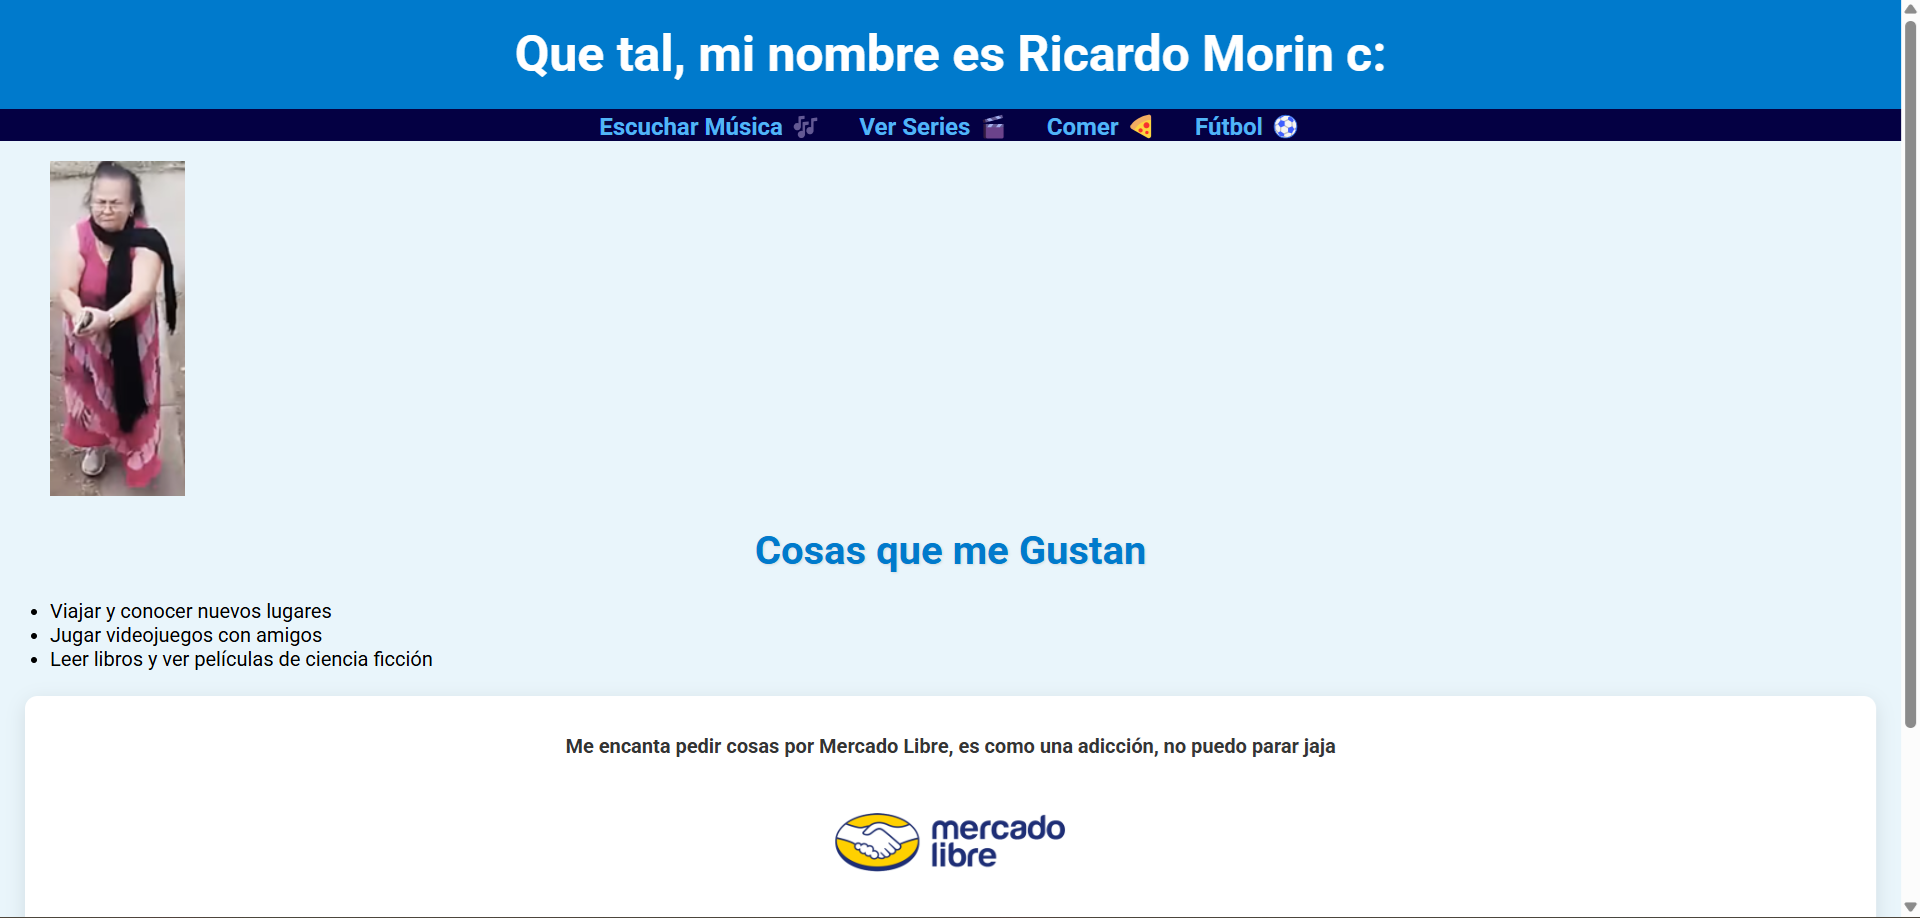 Que tal, mi nombre es Ricardo Morin c:
Escuchar Música 🎶 Ver Series 🎬 Comer 🍕 Fútbol ⚽
Cosas que me Gustan
• Viajar y conocer nuevos lugares
• Jugar videojuegos con amigos
• Leer libros y ver películas de ciencia ficción
Me encanta pedir cosas por Mercado Libre, es como una adicción, no puedo parar jaja
mercado
libre